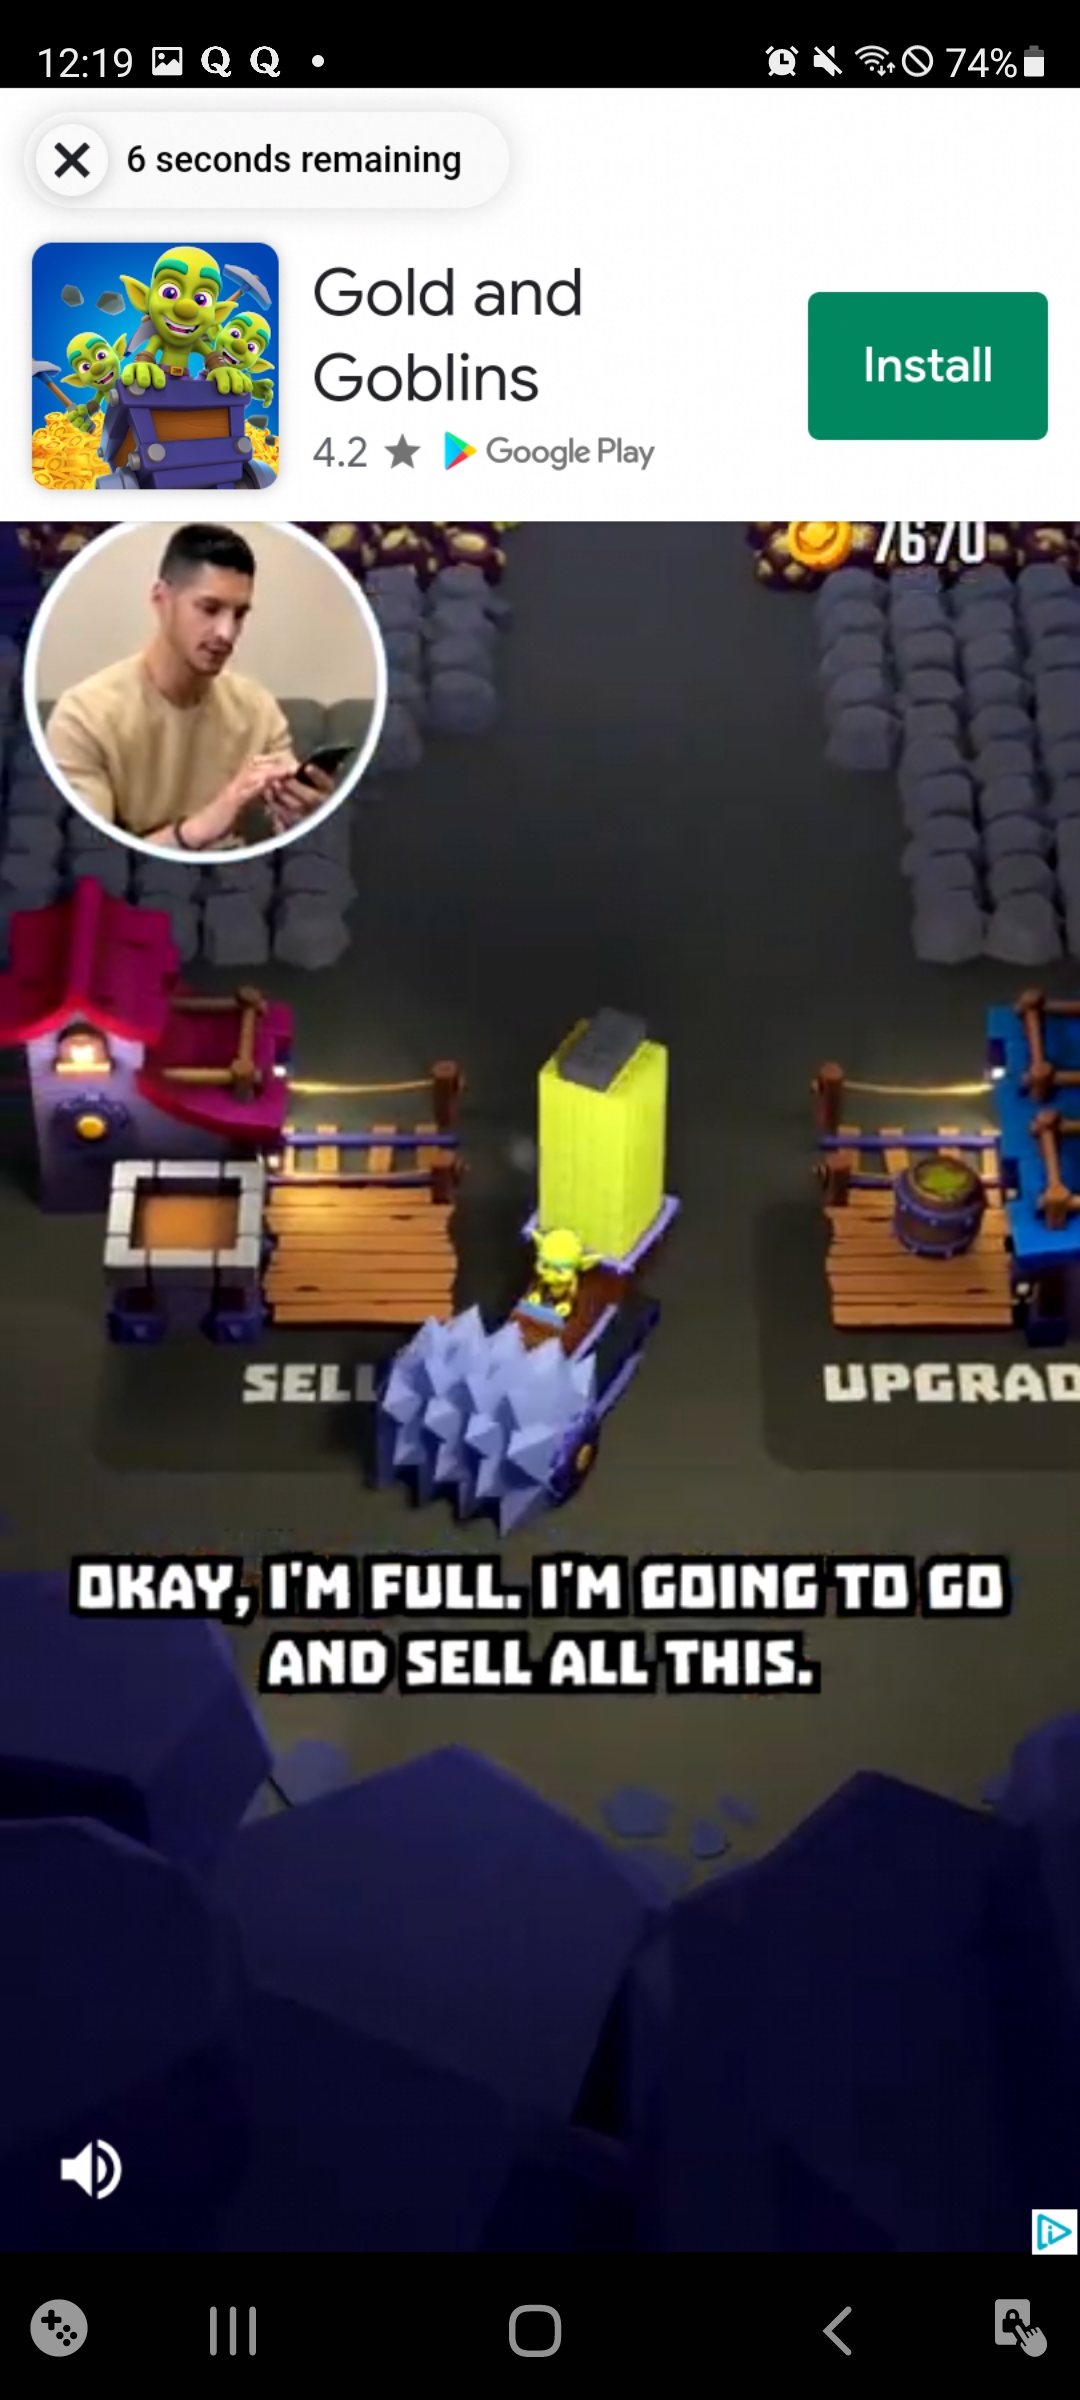 12:19
74%
6 seconds remaining
Gold and
Goblins
Install
4.2 ★ Google Play
7670
SELL
UPGRAD
OKAY, I'M FULL. I'M GOING TO GO
AND SELL ALL THIS.